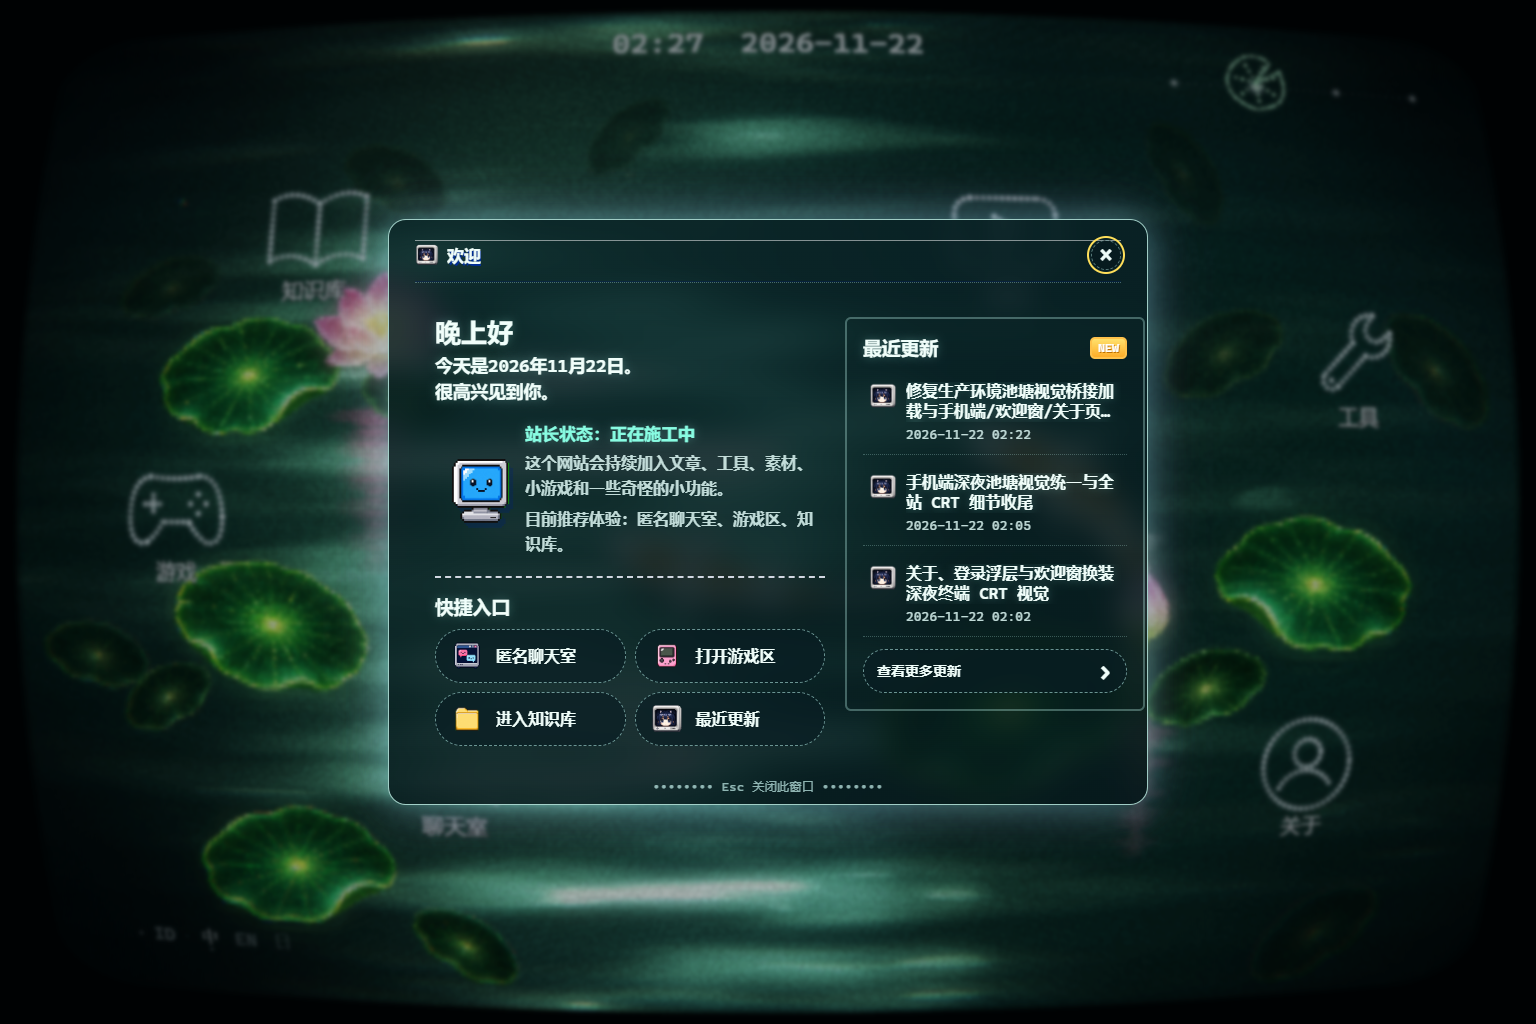 02:27 2026-11-22
知识库
工具
游戏
聊天室
关于
ID 中 EN
欢迎
晚上好
今天是2026年11月22日。
很高兴见到你。
站长状态：正在施工中
这个网站会持续加入文章、工具、素材、
小游戏和一些奇怪的小功能。
目前推荐体验：匿名聊天室、游戏区、知
识库。
快捷入口
匿名聊天室
打开游戏区
进入知识库
最近更新
最近更新
NEW
修复生产环境池塘视觉桥接加
载与手机端/欢迎窗/关于页…
2026-11-22 02:22
手机端深夜池塘视觉统一与全
站 CRT 细节收尾
2026-11-22 02:05
关于、登录浮层与欢迎窗换装
深夜终端 CRT 视觉
2026-11-22 02:02
查看更多更新
Esc 关闭此窗口